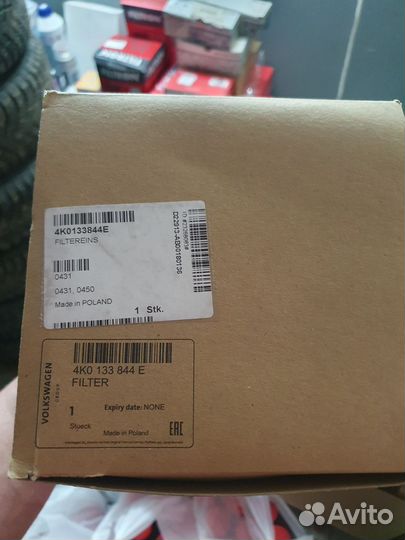 4K0133844E
FILTEREINS
0431
0431, 0450
Made in POLAND
1 Stk.
4K0 133 844 E
FILTER
1
Stueck
Expiry date: NONE
Made in Poland
EAC
VOLKSWAGEN
GROUP
Avito